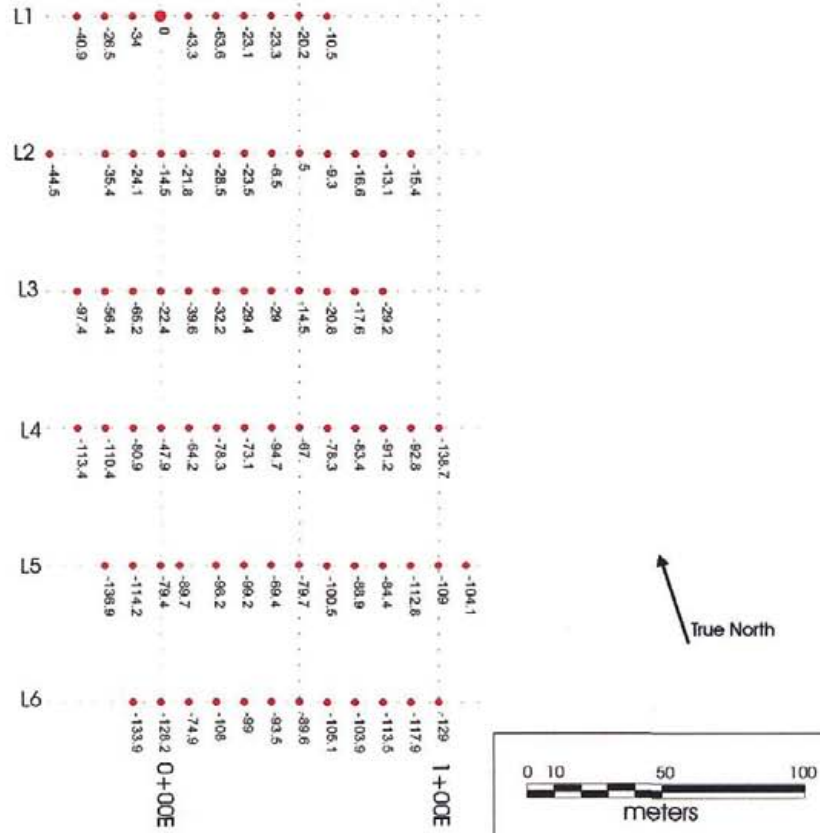 L1
-40.9 -26.5 -34 0 -43.3 -63.6 -23.1 -23.3 -20.2 -10.5
L2
-44.5 -35.4 -24.1 -14.5 -21.8 -28.5 -23.5 -6.5 5 -9.3 -16.6 -13.1 -15.4
L3
-97.4 -56.4 -65.2 -22.4 -39.6 -32.2 -29.4 -29 -14.5 -20.8 -17.6 -29.2
L4
-113.4 -110.4 -80.9 -47.9 -64.2 -78.3 -73.1 -94.7 -67 -78.3 -83.4 -91.2 -92.8 -138.7
L5
-136.9 -114.2 -79.4 -89.7 -96.2 -99.2 -69.4 -79.7 -100.5 -88.9 -84.4 -112.8 -109 -104.1
True North
L6
-133.9 -128.2 -74.9 -108 -99 -93.5 -89.6 -105.1 -103.9 -113.5 -117.9 -129
0+00E 1+00E
0 10 50 100
meters